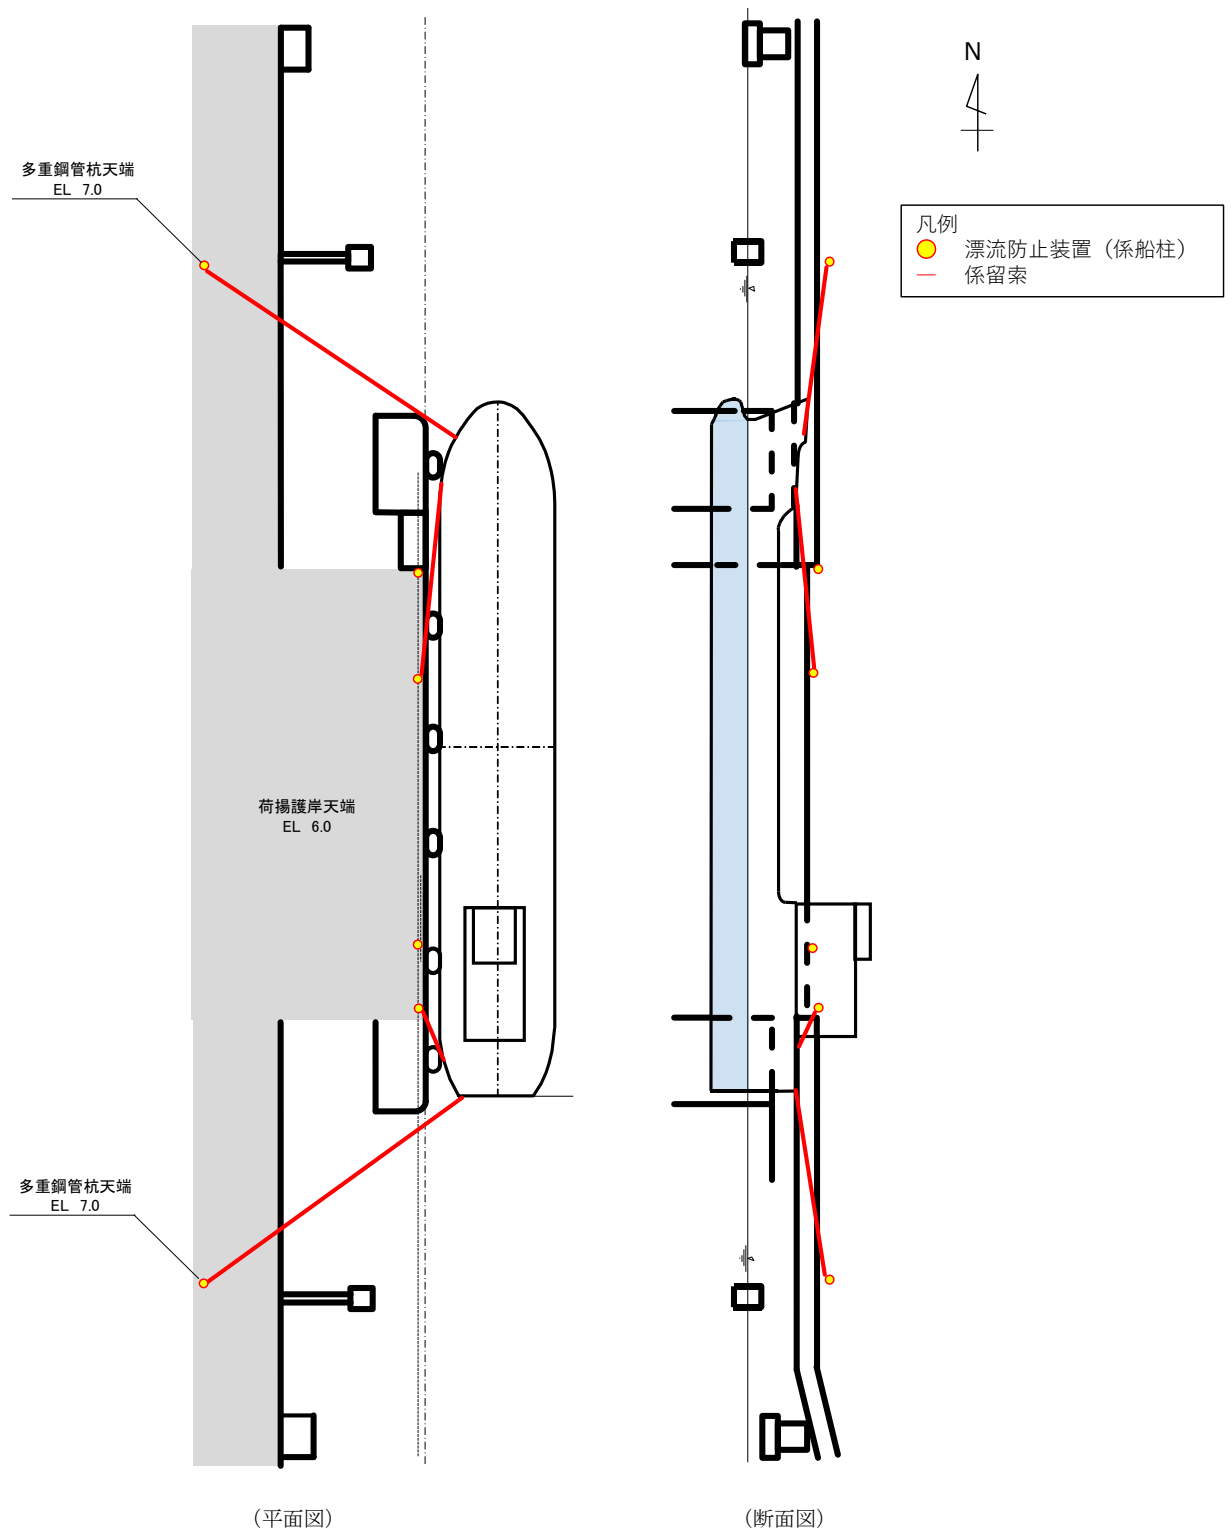 N
多重鋼管杭天端
EL 7.0
凡例
漂流防止装置（係船柱）
係留索
荷揚護岸天端
EL 6.0
多重鋼管杭天端
EL 7.0
（平面図）
（断面図）